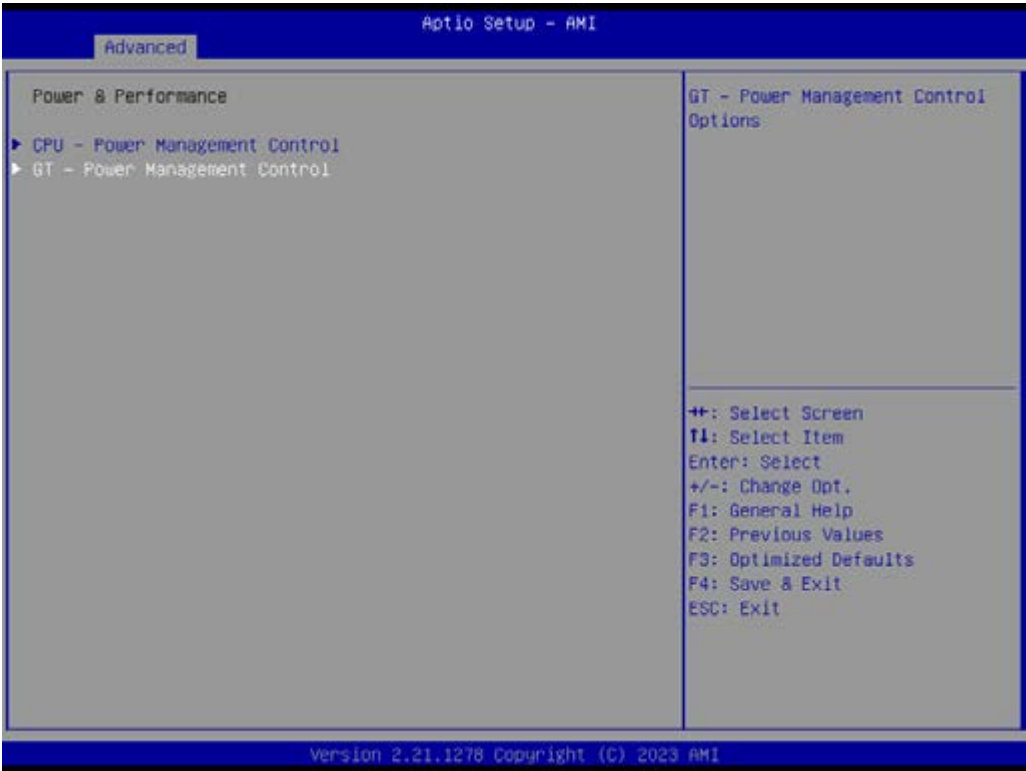 Aptio Setup - AMI
Advanced
Power & Performance
CPU - Power Management Control
GT - Power Management Control
GT - Power Management Control
Options
→←: Select Screen
↑↓: Select Item
Enter: Select
+/-: Change Opt.
F1: General Help
F2: Previous Values
F3: Optimized Defaults
F4: Save & Exit
ESC: Exit
Version 2.21.1278 Copyright (C) 2023 AMI